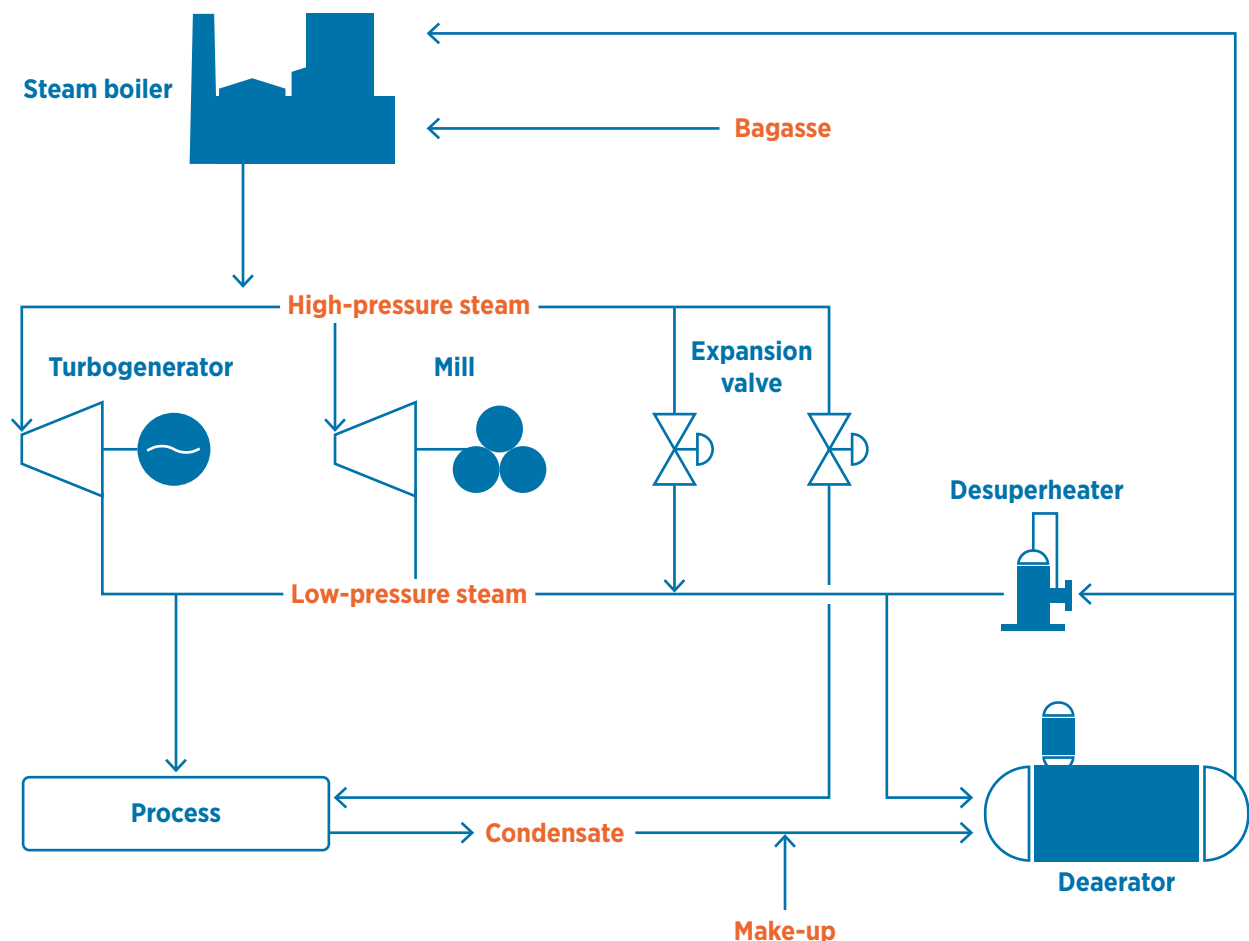 Steam boiler
Bagasse
High-pressure steam
Turbogenerator
Mill
Expansion
valve
Desuperheater
Low-pressure steam
Process
Condensate
Deaerator
Make-up